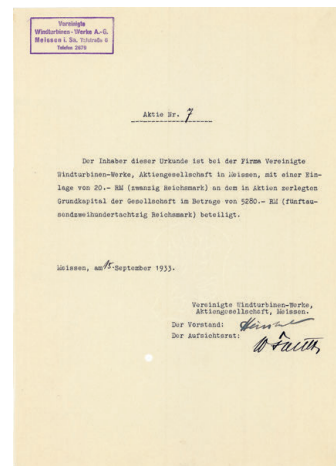 Vereinigte
Windturbinen-Werke A.-G.
Meissen i. Sa.
Telefon 2676
Aktie Nr. 7
Der Inhaber dieser Urkunde ist bei der Firma Vereinigte
Windturbinen-Werke, Aktiengesellschaft in Meissen, mit einer Ein-
lage von 20.- RM (zwanzig Reichsmark) an dem in Aktien zerlegten
Grundkapital der Gesellschaft im Betrage von 5280.- RM (fünftau-
sendzweihundertachtzig Reichsmark) beteiligt.
Meissen, am 15. September 1933.
Vereinigte Windturbinen-Werke,
Aktiengesellschaft, Meissen.
Der Vorstand:
Der Aufsichtsrat: